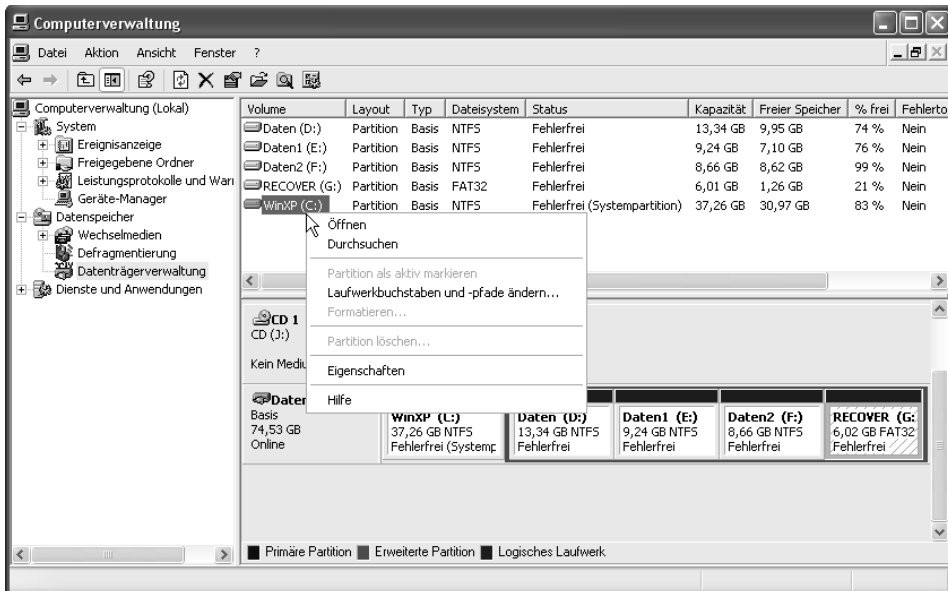 Computerverwaltung
Datei Aktion Ansicht Fenster ?
Computerverwaltung (Lokal)
System
Ereignisanzeige
Freigegebene Ordner
Leistungsprotokolle und Warı
Geräte-Manager
Datenspeicher
Wechselmedien
Defragmentierung
Datenträgerverwaltung
Dienste und Anwendungen
Volume Layout Typ Dateisystem Status Kapazität Freier Speicher % frei Fehlerto
Daten (D:) Partition Basis NTFS Fehlerfrei 13,34 GB 9,95 GB 74 % Nein
Daten1 (E:) Partition Basis NTFS Fehlerfrei 9,24 GB 7,10 GB 76 % Nein
Daten2 (F:) Partition Basis NTFS Fehlerfrei 8,66 GB 8,62 GB 99 % Nein
RECOVER (G:) Partition Basis FAT32 Fehlerfrei 6,01 GB 1,26 GB 21 % Nein
WinXP (C:) Partition Basis NTFS Fehlerfrei (Systempartition) 37,26 GB 30,97 GB 83 % Nein
Öffnen
Durchsuchen
Partition als aktiv markieren
Laufwerkbuchstaben und -pfade ändern...
Formatieren...
Partition löschen...
Eigenschaften
Hilfe
CD 1
CD (J:)
Kein Mediu
Daten
Basis
74,53 GB
Online
WinXP (C:)
37,26 GB NTFS
Fehlerfrei (Systemp
Daten (D:)
13,34 GB NTFS
Fehlerfrei
Daten1 (E:)
9,24 GB NTFS
Fehlerfrei
Daten2 (F:)
8,66 GB NTFS
Fehlerfrei
RECOVER (G:
6,02 GB FAT32
Fehlerfrei
Primäre Partition Erweiterte Partition Logisches Laufwerk